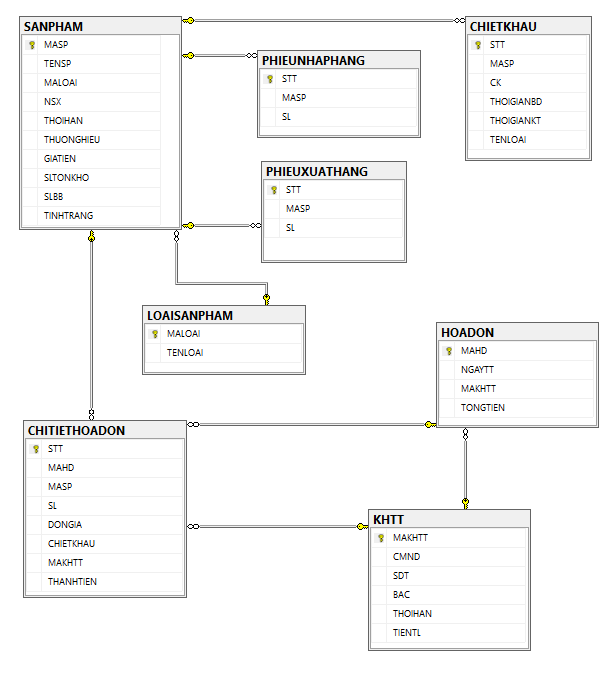 SANPHAM
MASP
TENSP
MALOAI
NSX
THOIHAN
THUONGHIEU
GIATIEN
SLTONKHO
SLBB
TINHTRANG
PHIEUNHAPHANG
STT
MASP
SL
CHIETKHAU
STT
MASP
CK
THOIGIANBD
THOIGIANKT
TENLOAI
PHIEUXUATHANG
STT
MASP
SL
LOAISANPHAM
MALOAI
TENLOAI
HOADON
MAHD
NGAYTT
MAKHTT
TONGTIEN
CHITIETHOADON
STT
MAHD
MASP
SL
DONGIA
CHIETKHAU
MAKHTT
THANHTIEN
KHTT
MAKHTT
CMND
SDT
BAC
THOIHAN
TIENTL